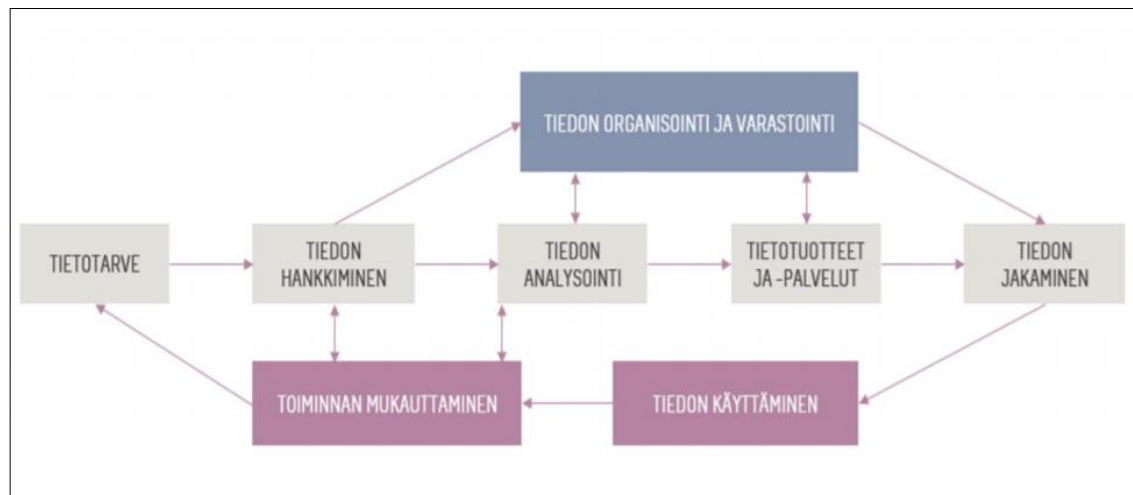 TIEDON ORGANISOINTI JA VARASTOINTI
TIETOTARVE
TIEDON
HANKKIMINEN
TIEDON
ANALYSOINTI
TIETOTUOTTEET
JA -PALVELUT
TIEDON
JAKAMINEN
TOIMINNAN MUKAUTTAMINEN
TIEDON KÄYTTÄMINEN